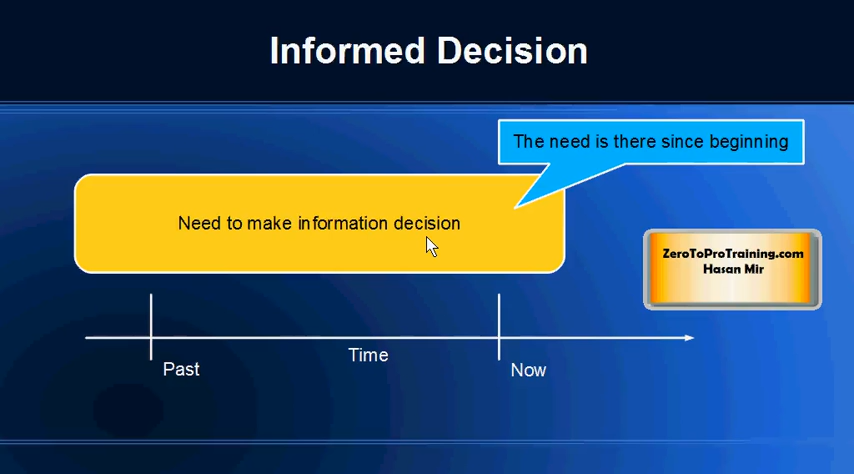 Informed Decision
The need is there since beginning
Need to make information decision
ZeroToProTraining.com
Hasan Mir
Time
Past
Now